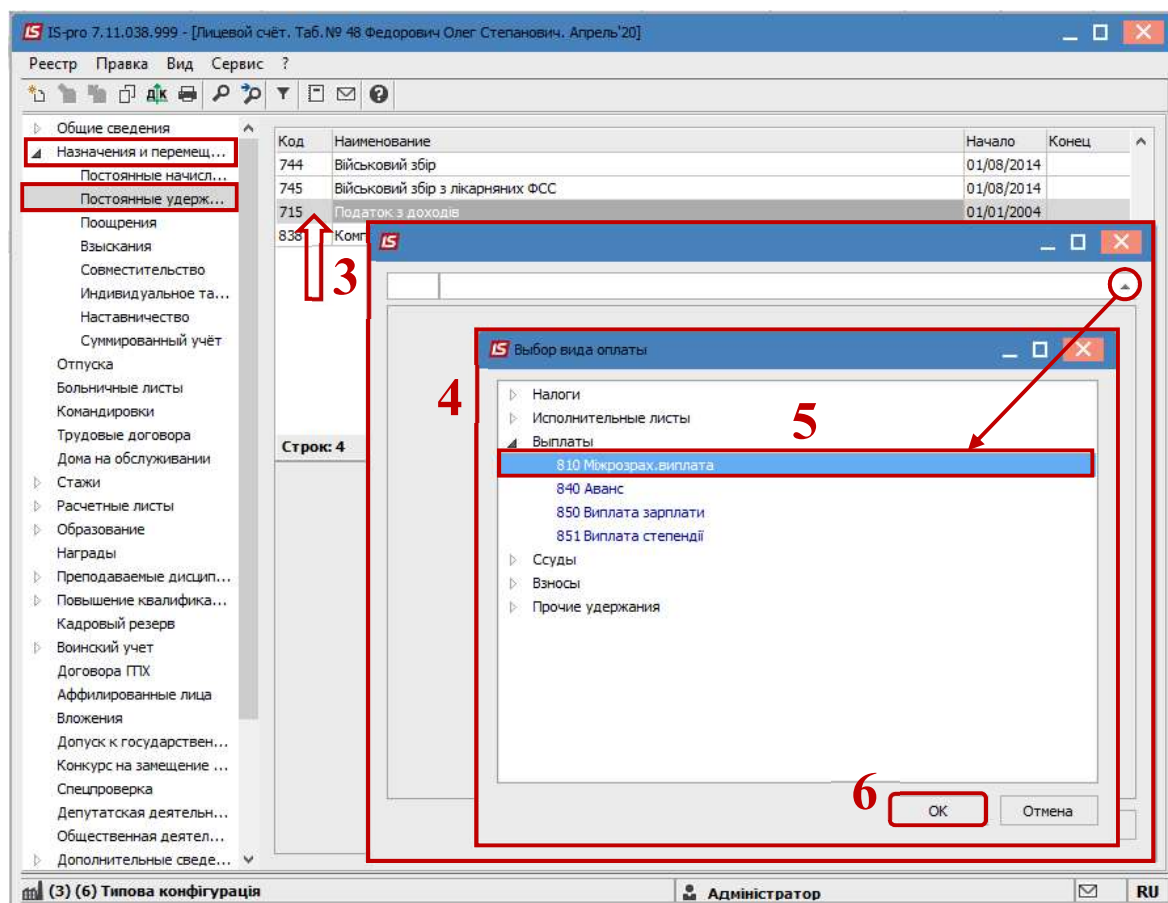 IS-pro 7.11.038.999 - [Лицевой счёт. Таб.№ 48 Федорович Олег Степанович. Апрель'20]
Реестр Правка Вид Сервис ?
Общие сведения
Назначения и перемещ...
Постоянные начисл...
Постоянные удерж...
Поощрения
Взыскания
Совместительство
Индивидуальное та...
Наставничество
Суммированный учёт
Отпуска
Больничные листы
Командировки
Трудовые договора
Дома на обслуживании
Стажи
Расчетные листы
Образование
Награды
Преподаваемые дисцип...
Повышение квалифика...
Кадровый резерв
Воинский учет
Договора ГПХ
Аффилированные лица
Вложения
Допуск к государствен...
Конкурс на замещение ...
Спецпроверка
Депутатская деятельн...
Общественная деятел...
Дополнительные сведе...
Код Наименование Начало Конец
744 Військовий збір 01/08/2014
745 Військовий збір з лікарняних ФСС 01/08/2014
715 Податок з доходів 01/01/2004
838
3
Строк: 4
4
Выбор вида оплаты
Налоги
Исполнительные листы
5
Выплаты
810 Міжрозрах.виплата
840 Аванс
850 Виплата зарплати
851 Виплата степендії
Ссуды
Взносы
Прочие удержания
6
OK Отмена
(3) (6) Типова конфігурація Адміністратор RU